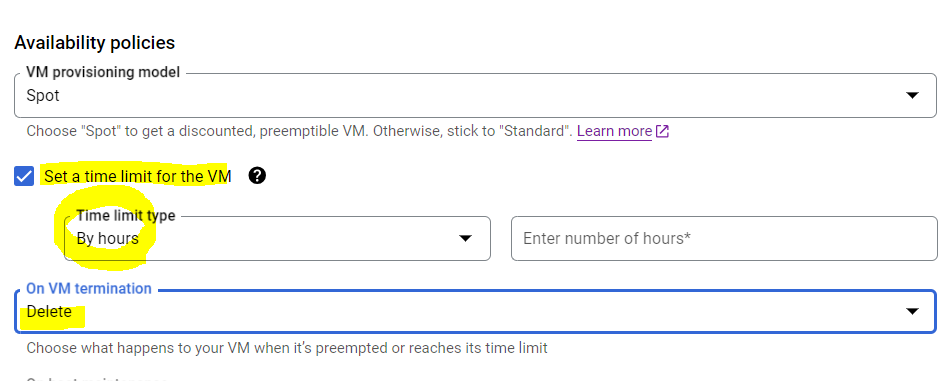 Availability policies
VM provisioning model
Spot
Choose "Spot" to get a discounted, preemptible VM. Otherwise, stick to "Standard". Learn more
Set a time limit for the VM
Time limit type
By hours
Enter number of hours*
On VM termination
Delete
Choose what happens to your VM when it's preempted or reaches its time limit